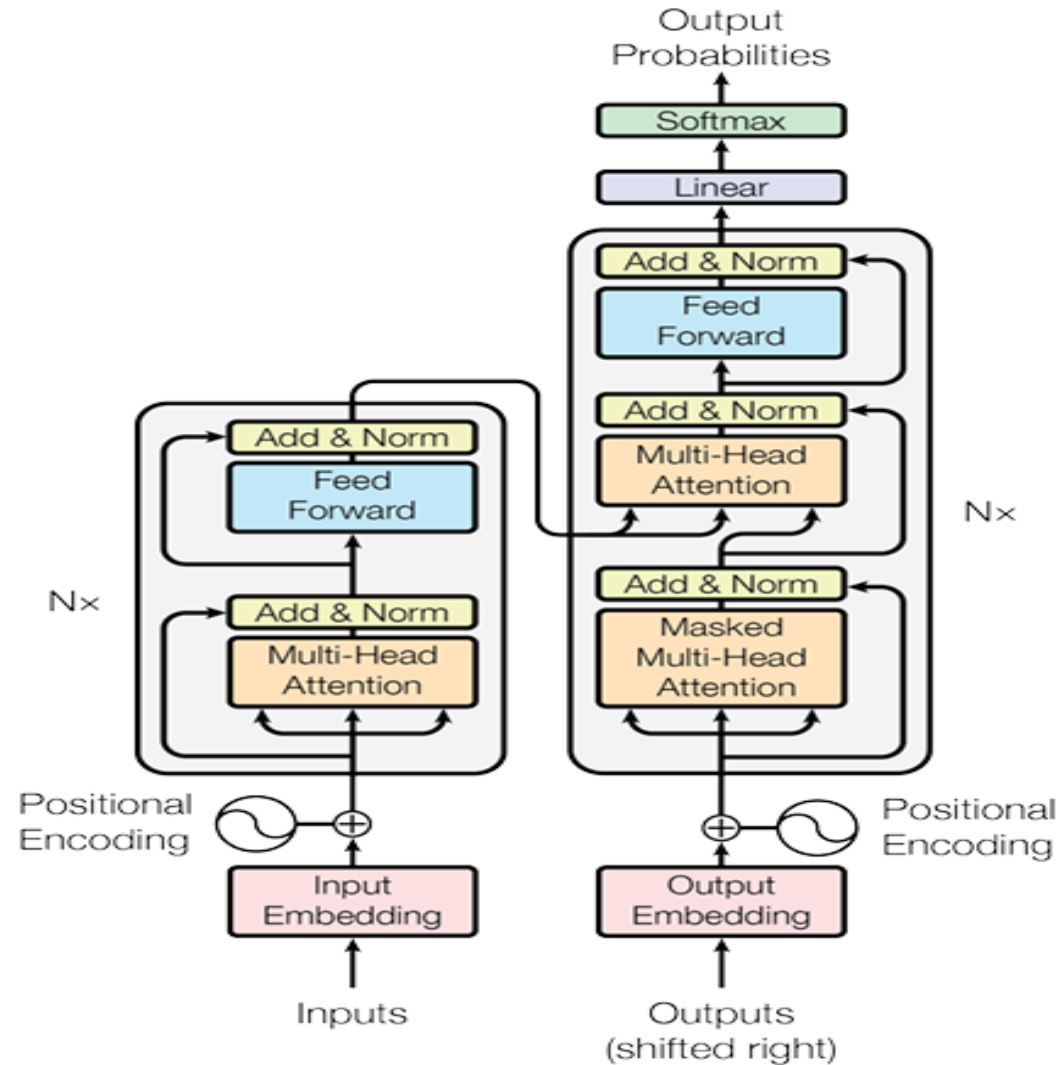 Output
Probabilities
Softmax
Linear
Add & Norm
Feed
Forward
Add & Norm
Multi-Head
Attention
Nx
Add & Norm
Masked
Multi-Head
Attention
Add & Norm
Feed
Forward
Nx
Add & Norm
Multi-Head
Attention
Positional
Encoding
Positional
Encoding
Input
Embedding
Output
Embedding
Inputs
Outputs
(shifted right)